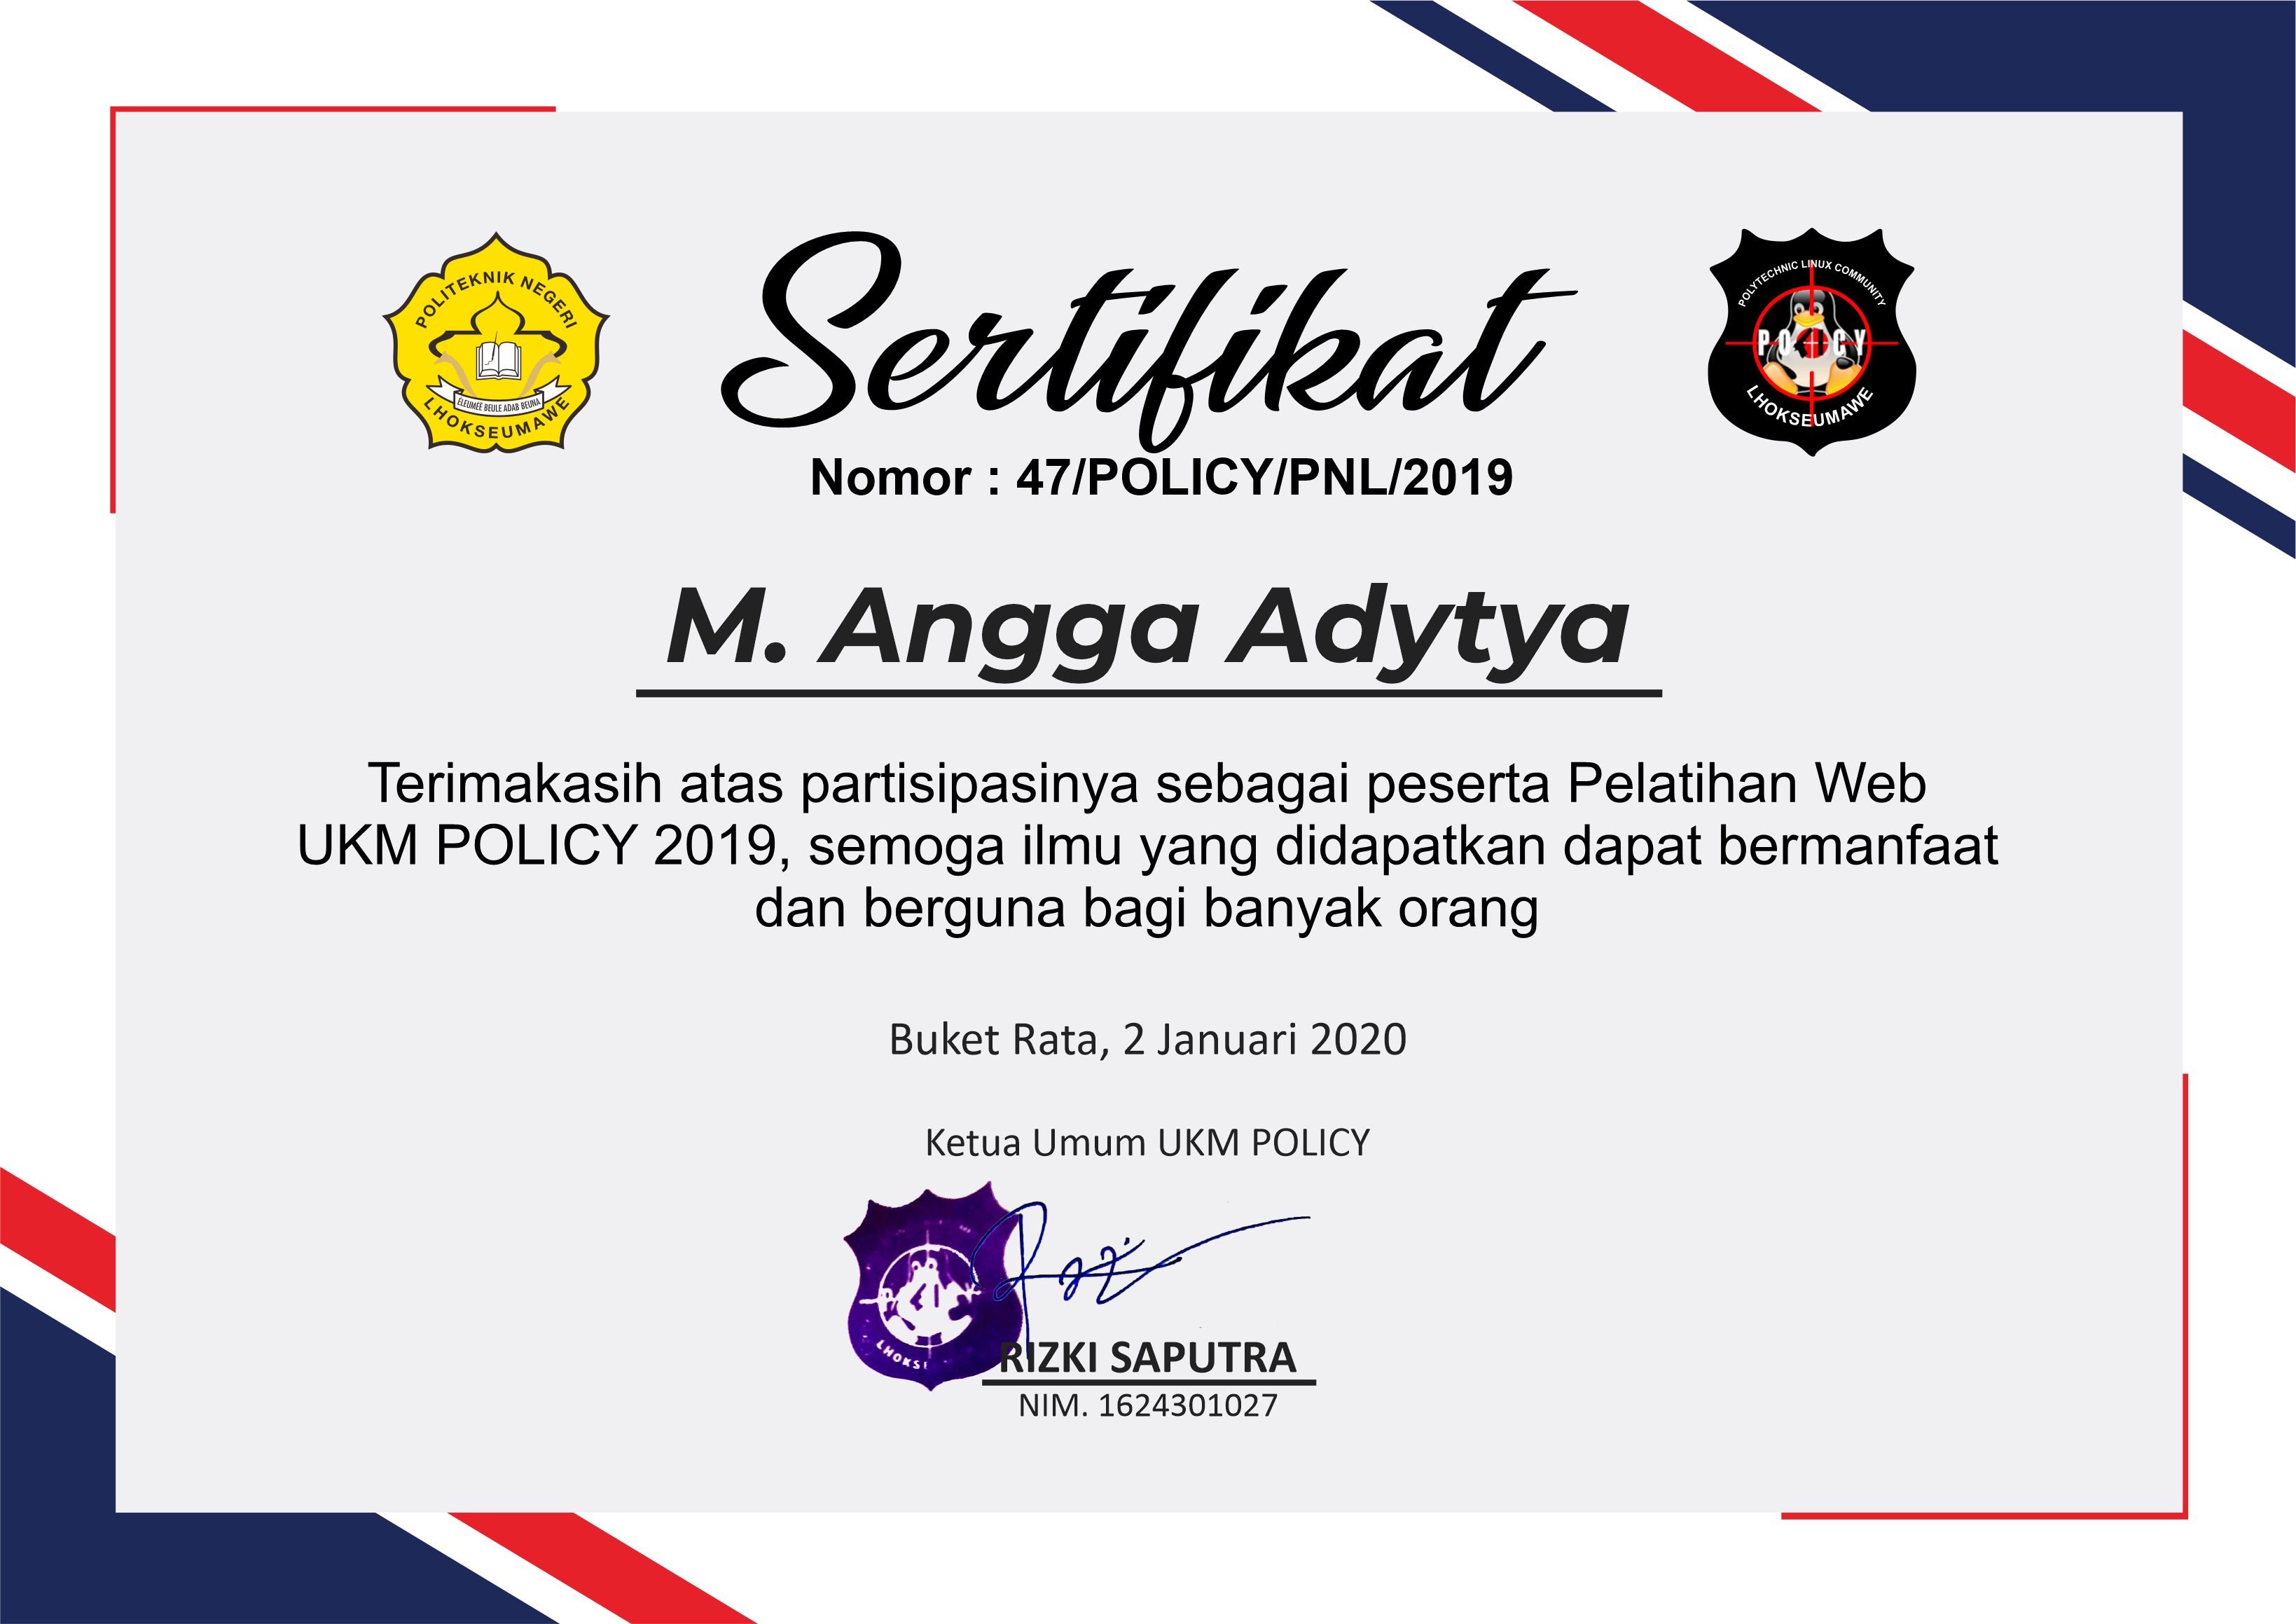 POLITEKNIK NEGERI
ELEUMEE BEULE ADAB BEUNA
LHOKSEUMAWE
Sertifikat
POLYTECHNIC LINUX COMMUNITY
POLICY
LHOKSEUMAWE
Nomor : 47/POLICY/PNL/2019
M. Angga Adytya
Terimakasih atas partisipasinya sebagai peserta Pelatihan Web
UKM POLICY 2019, semoga ilmu yang didapatkan dapat bermanfaat
dan berguna bagi banyak orang
Buket Rata, 2 Januari 2020
Ketua Umum UKM POLICY
RIZKI SAPUTRA
NIM. 1624301027